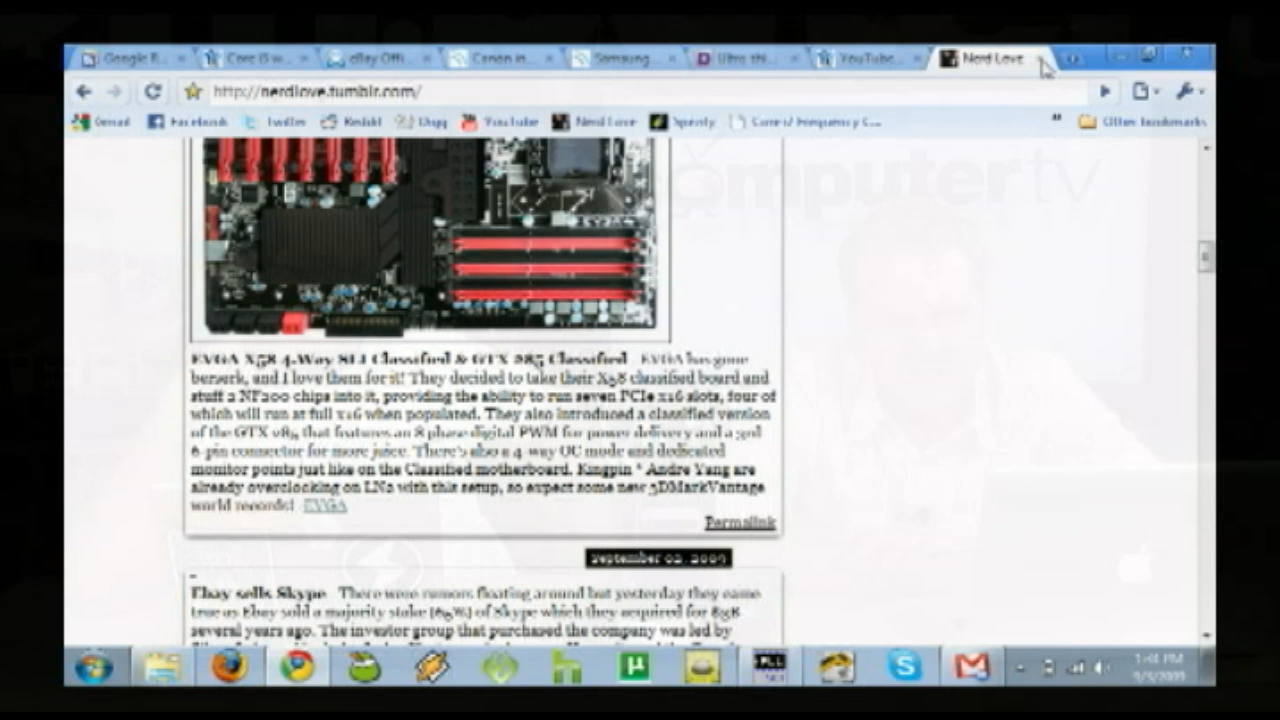 Google R...
Core i5 w...
eBay Offi...
Canon in...
Samsung
Ultra thi...
YouTube...
Nerd Love
http://nerdlove.tumblr.com/
Gmail Facebook Twitter Reddit Digg YouTube Nerd Love Speedy Core i7 Frequency C... Other bookmarks
omputertv
EVGA X58 4-Way SLI Classified & GTX 285 Classified EVGA has gone
berserk, and I love them for it! They decided to take their X58 classified board and
stuff 2 NF200 chips into it, providing the ability to run seven PCIe x16 slots, four of
which will run at full x16 when populated. They also introduced a classified version
of the GTX 285 that features an 8 phase digital PWM for power delivery and a 3rd
6-pin connector for more juice. There's also a 4-way OC mode and dedicated
monitor points just like on the Classified motherboard. Kingpin * Andre Yang are
already overclocking on LN2 with this setup, so expect some new 3DMarkVantage
world records! EVGA
Permalink
September 02, 2009
Ebay sells Skype There were rumors floating around but yesterday they came
true as Ebay sold a majority stake (65%) of Skype which they acquired for $3B
several years ago. The investor group that purchased the company was led by
1:01 PM
9/3/2009